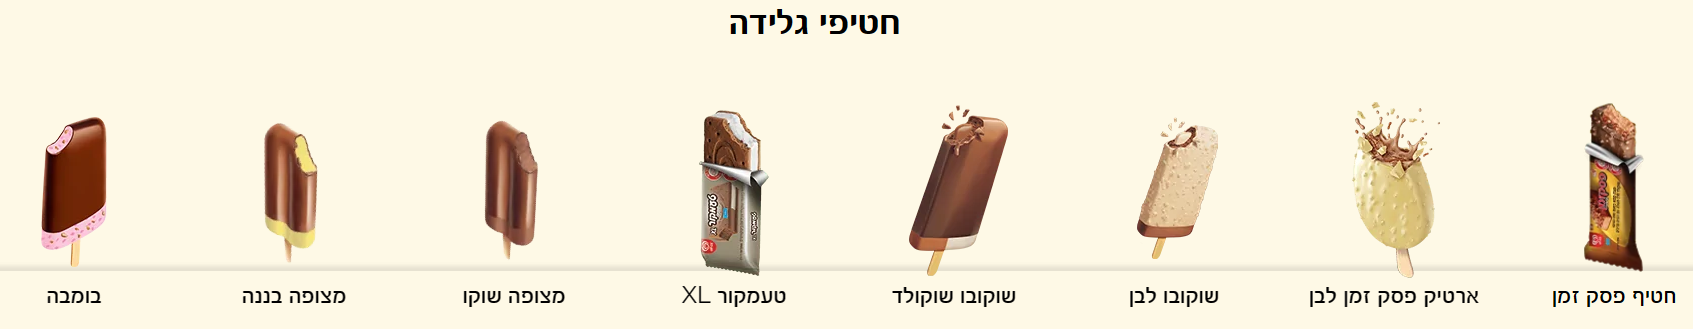 חטיפי גלידה
חטיף פסק זמן
ארטיק פסק זמן לבן
שוקובו לבן
שוקובו שוקולד
טעמקור XL
מצופה שוקו
מצופה בננה
בומבה